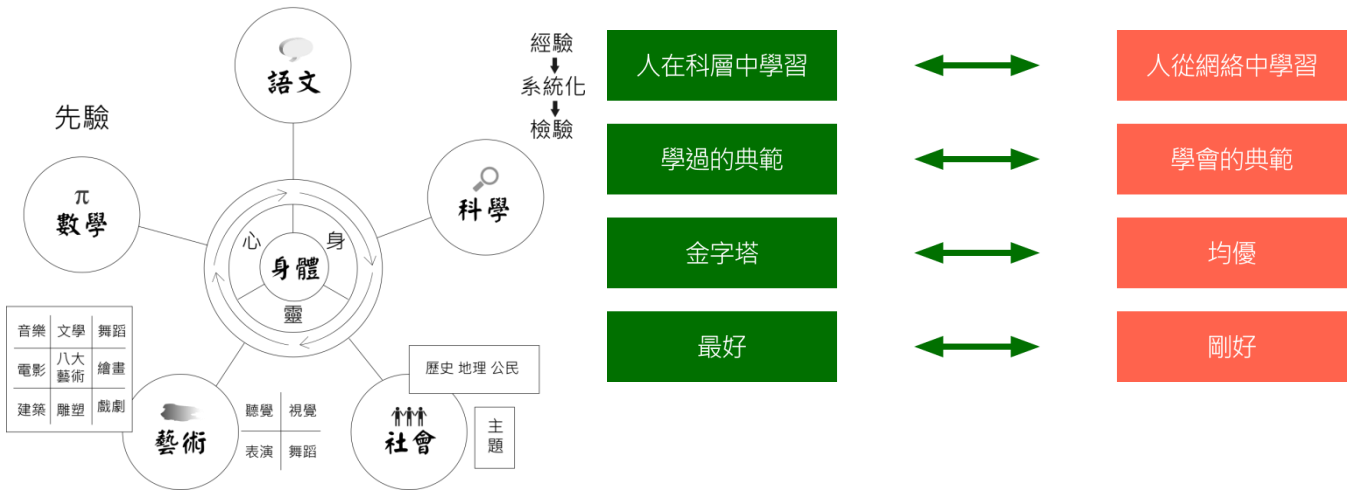 語文
先驗
π
數學
經驗
系統化
檢驗
科學
心
身
身體
靈
音樂 文學 舞蹈
電影 八大藝術 繪畫
建築 雕塑 戲劇
藝術
聽覺 視覺
表演 舞蹈
歷史 地理 公民
社會
主題
人在科層中學習
人從網絡中學習
學過的典範
學會的典範
金字塔
均優
最好
剛好